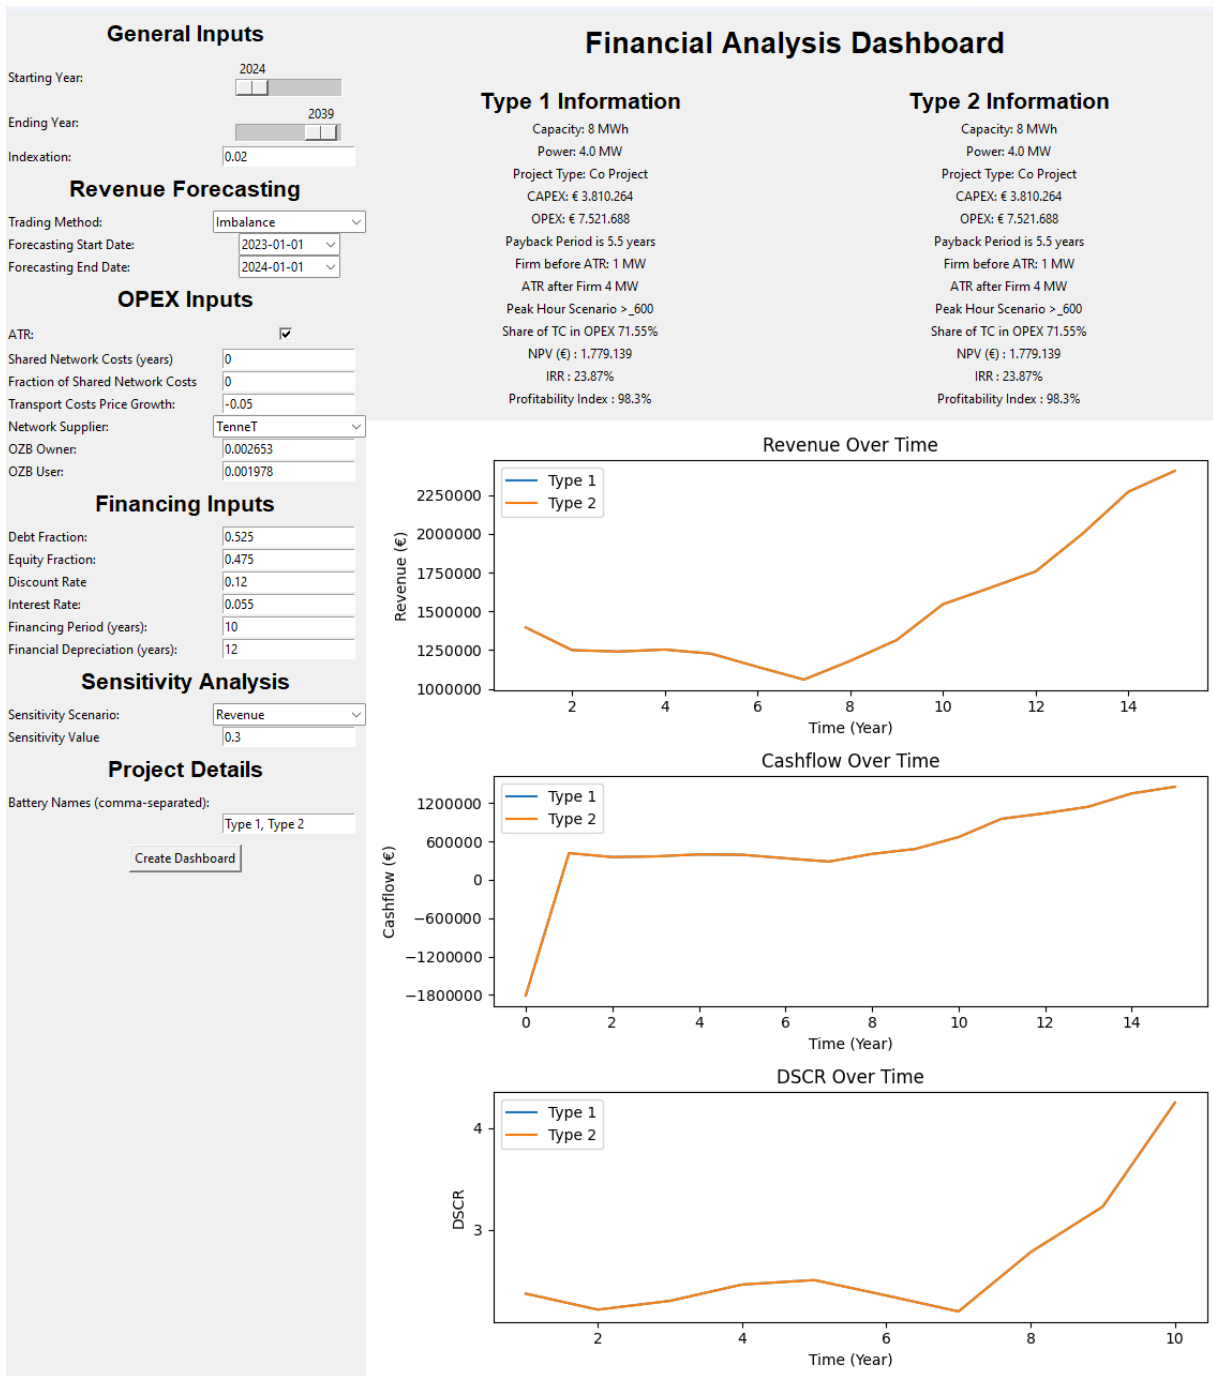 General Inputs
Starting Year:
2024
Ending Year:
2039
Indexation:
0.02
Revenue Forecasting
Trading Method:
Imbalance
Forecasting Start Date:
2023-01-01
Forecasting End Date:
2024-01-01
OPEX Inputs
ATR:
Shared Network Costs (years)
0
Fraction of Shared Network Costs
0
Transport Costs Price Growth:
-0.05
Network Supplier:
TenneT
OZB Owner:
0.002653
OZB User:
0.001978
Financing Inputs
Debt Fraction:
0.525
Equity Fraction:
0.475
Discount Rate
0.12
Interest Rate:
0.055
Financing Period (years):
10
Financial Depreciation (years):
12
Sensitivity Analysis
Sensitivity Scenario:
Revenue
Sensitivity Value
0.3
Project Details
Battery Names (comma-separated):
Type 1, Type 2
Create Dashboard
Financial Analysis Dashboard
Type 1 Information
Capacity: 8 MWh
Power: 4.0 MW
Project Type: Co Project
CAPEX: € 3.810.264
OPEX: € 7.521.688
Payback Period is 5.5 years
Firm before ATR: 1 MW
ATR after Firm 4 MW
Peak Hour Scenario >_600
Share of TC in OPEX 71.55%
NPV (€) : 1.779.139
IRR : 23.87%
Profitability Index : 98.3%
Type 2 Information
Capacity: 8 MWh
Power: 4.0 MW
Project Type: Co Project
CAPEX: € 3.810.264
OPEX: € 7.521.688
Payback Period is 5.5 years
Firm before ATR: 1 MW
ATR after Firm 4 MW
Peak Hour Scenario >_600
Share of TC in OPEX 71.55%
NPV (€) : 1.779.139
IRR : 23.87%
Profitability Index : 98.3%
Revenue Over Time
Type 1
Type 2
Revenue (€)
2250000
2000000
1750000
1500000
1250000
1000000
2 4 6 8 10 12 14
Time (Year)
Cashflow Over Time
Type 1
Type 2
Cashflow (€)
1200000
600000
0
−600000
−1200000
−1800000
0 2 4 6 8 10 12 14
Time (Year)
DSCR Over Time
Type 1
Type 2
DSCR
4
3
2 4 6 8 10
Time (Year)